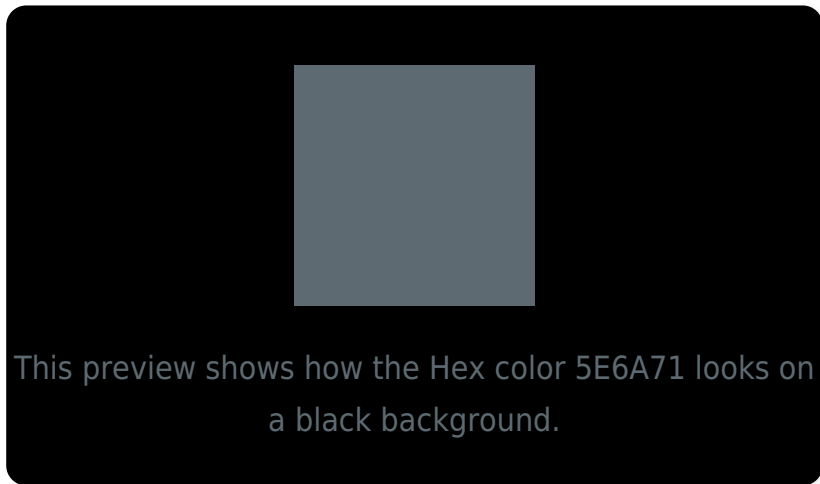 This preview shows how the Hex color 5E6A71 looks on
a black background.